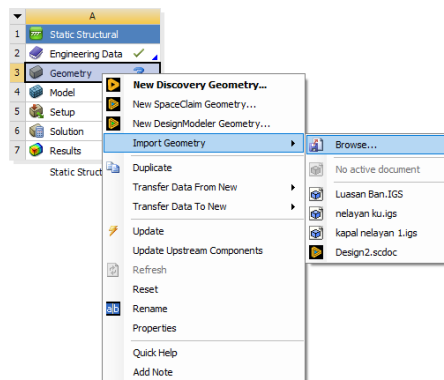 A
1 Static Structural
2 Engineering Data
3 Geometry
4 Model
5 Setup
6 Solution
7 Results
Static Struct
New Discovery Geometry...
New SpaceClaim Geometry...
New DesignModeler Geometry...
Import Geometry
Duplicate
Transfer Data From New
Transfer Data To New
Update
Update Upstream Components
Refresh
Reset
Rename
Properties
Quick Help
Add Note
Browse...
No active document
Luasan Ban.IGS
nelayan ku.igs
kapal nelayan 1.igs
Design2.scdoc